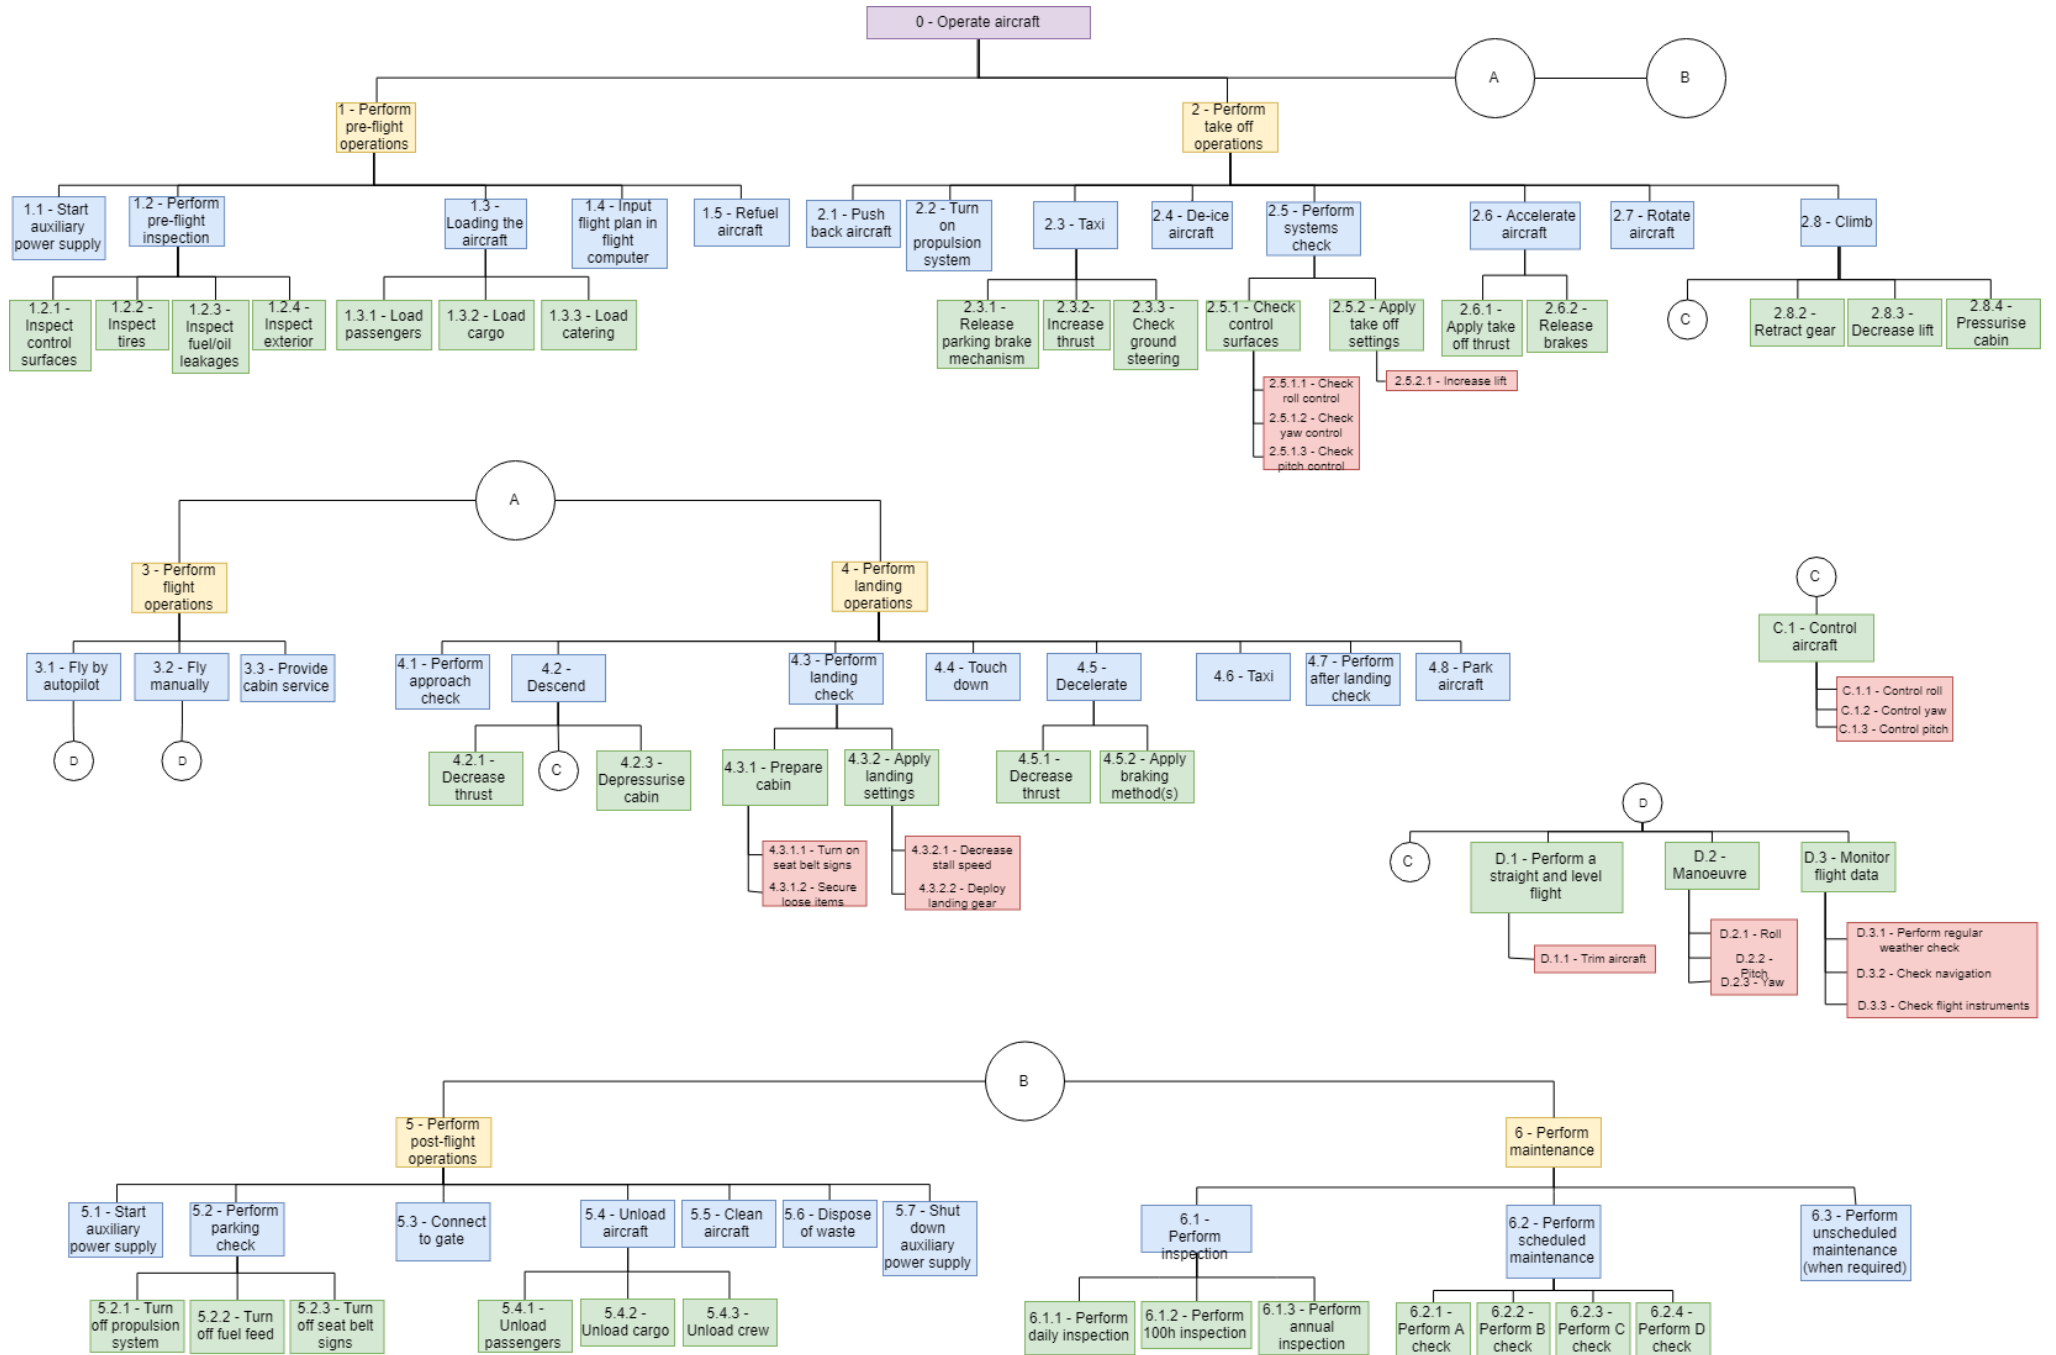 0 - Operate aircraft
A
B
1 - Perform
pre-flight
operations
2 - Perform
take off
operations
1.1 - Start
auxiliary
power supply
1.2 - Perform
pre-flight
inspection
1.3 -
Loading the
aircraft
1.4 - Input
flight plan in
flight
computer
1.5 - Refuel
aircraft
2.1 - Push
back aircraft
2.2 - Turn
on
propulsion
system
2.3 - Taxi
2.4 - De-ice
aircraft
2.5 - Perform
systems
check
2.6 - Accelerate
aircraft
2.7 - Rotate
aircraft
2.8 - Climb
1.2.1 -
Inspect
control
surfaces
1.2.2 -
Inspect
tires
1.2.3 -
Inspect
fuel/oil
leakages
1.2.4 -
Inspect
exterior
1.3.1 - Load
passengers
1.3.2 - Load
cargo
1.3.3 - Load
catering
2.3.1 -
Release
parking brake
mechanism
2.3.2-
Increase
thrust
2.3.3 -
Check
ground
steering
2.5.1 - Check
control
surfaces
2.5.2 - Apply
take off
settings
2.6.1 -
Apply take
off thrust
2.6.2 -
Release
brakes
C
2.8.2 -
Retract gear
2.8.3 -
Decrease lift
2.8.4 -
Pressurise
cabin
2.5.1.1 - Check
roll control
2.5.1.2 - Check
yaw control
2.5.1.3 - Check
pitch control
2.5.2.1 - Increase lift
A
3 - Perform
flight
operations
4 - Perform
landing
operations
3.1 - Fly by
autopilot
3.2 - Fly
manually
3.3 - Provide
cabin service
D
D
4.1 - Perform
approach
check
4.2 -
Descend
4.3 - Perform
landing
check
4.4 - Touch
down
4.5 -
Decelerate
4.6 - Taxi
4.7 - Perform
after landing
check
4.8 - Park
aircraft
4.2.1 -
Decrease
thrust
C
4.2.3 -
Depressurise
cabin
4.3.1 - Prepare
cabin
4.3.2 - Apply
landing
settings
4.5.1 -
Decrease
thrust
4.5.2 - Apply
braking
method(s)
4.3.1.1 - Turn on
seat belt signs
4.3.1.2 - Secure
loose items
4.3.2.1 - Decrease
stall speed
4.3.2.2 - Deploy
landing gear
C
C.1 - Control
aircraft
C.1.1 - Control roll
C.1.2 - Control yaw
C.1.3 - Control pitch
D
C
D.1 - Perform a
straight and level
flight
D.2 -
Manoeuvre
D.3 - Monitor
flight data
D.1.1 - Trim aircraft
D.2.1 - Roll
D.2.2 -
Pitch
D.2.3 - Yaw
D.3.1 - Perform regular
weather check
D.3.2 - Check navigation
D.3.3 - Check flight instruments
B
5 - Perform
post-flight
operations
6 - Perform
maintenance
5.1 - Start
auxiliary
power supply
5.2 - Perform
parking
check
5.3 - Connect
to gate
5.4 - Unload
aircraft
5.5 - Clean
aircraft
5.6 - Dispose
of waste
5.7 - Shut
down
auxiliary
power supply
6.1 -
Perform
inspection
6.2 - Perform
scheduled
maintenance
6.3 - Perform
unscheduled
maintenance
(when required)
5.2.1 - Turn
off propulsion
system
5.2.2 - Turn
off fuel feed
5.2.3 - Turn
off seat belt
signs
5.4.1 -
Unload
passengers
5.4.2 -
Unload cargo
5.4.3 -
Unload crew
6.1.1 - Perform
daily inspection
6.1.2 - Perform
100h inspection
6.1.3 - Perform
annual
inspection
6.2.1 -
Perform A
check
6.2.2 -
Perform B
check
6.2.3 -
Perform C
check
6.2.4 -
Perform D
check